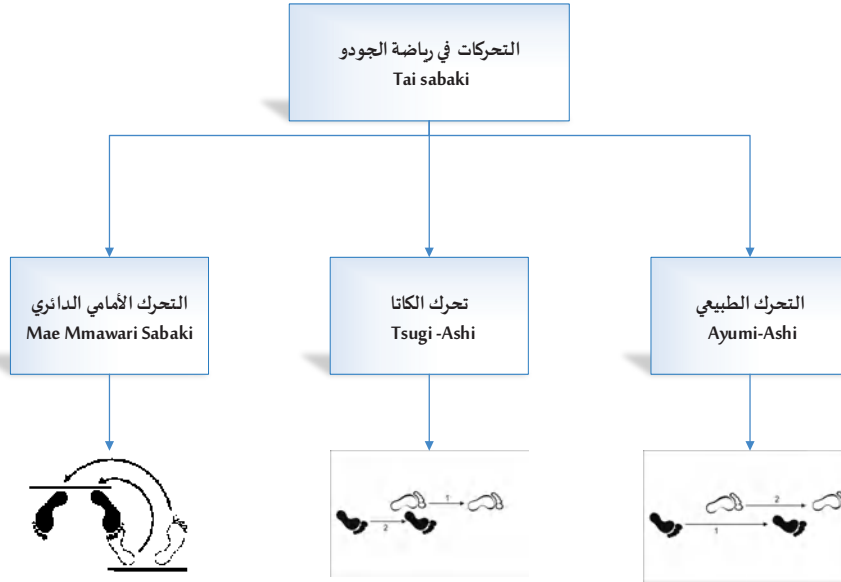 التحركات في رياضة الجودو
Tai sabaki
التحرك الطبيعي
Ayumi-Ashi
تحرك الكاتا
Tsugi -Ashi
التحرك الأمامي الدائري
Mae Mmawari Sabaki
2
1
1
2